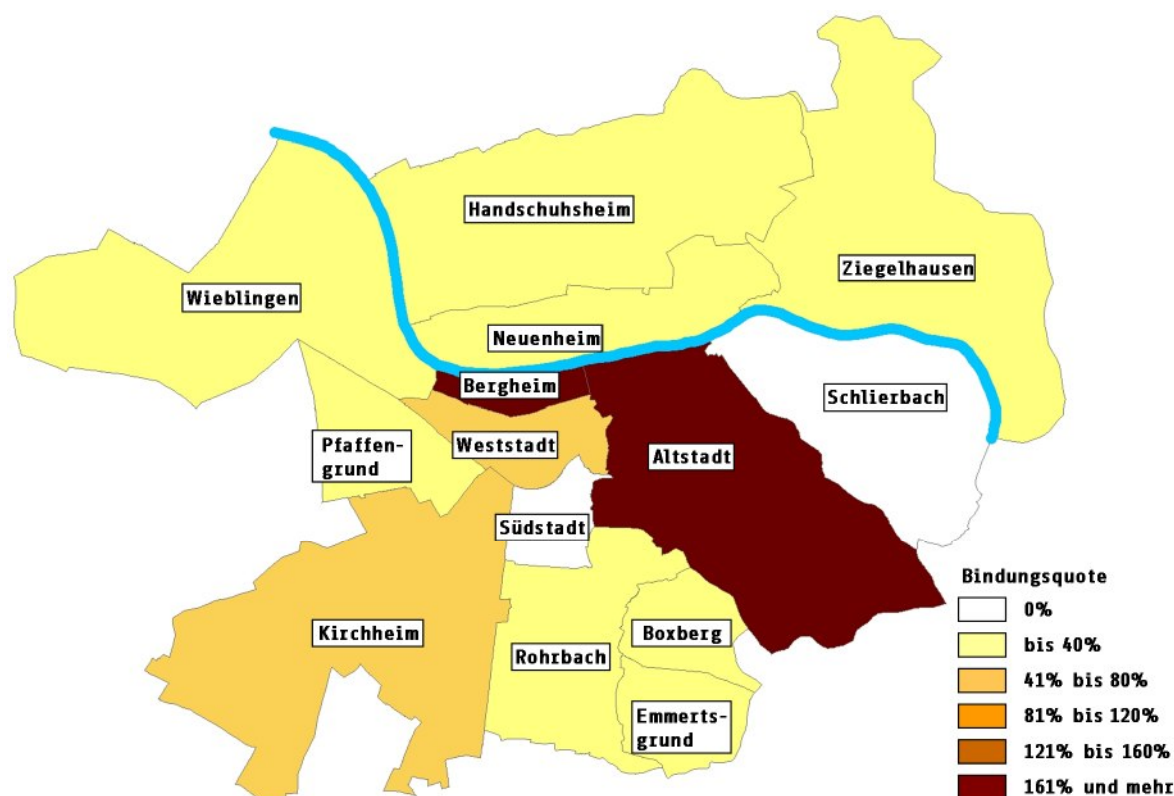 Handschuhsheim
Ziegelhausen
Wieblingen
Neuenheim
Bergheim
Schlierbach
Pfaffen-
grund
Weststadt
Altstadt
Südstadt
Kirchheim
Rohrbach
Boxberg
Emmerts-
grund
Bindungsquote
0%
bis 40%
41% bis 80%
81% bis 120%
121% bis 160%
161% und mehr